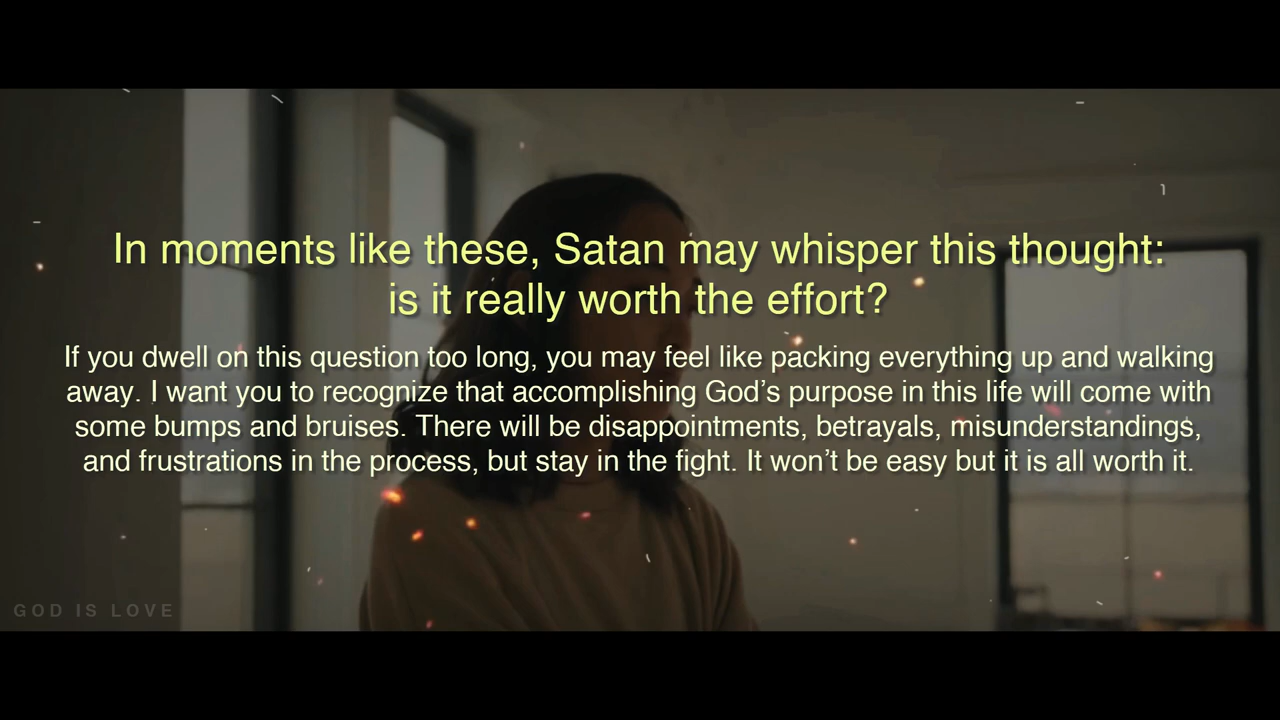 In moments like these, Satan may whisper this thought:
is it really worth the effort?
If you dwell on this question too long, you may feel like packing everything up and walking
away. I want you to recognize that accomplishing God’s purpose in this life will come with
some bumps and bruises. There will be disappointments, betrayals, misunderstandings,
and frustrations in the process, but stay in the fight. It won’t be easy but it is all worth it.
GOD IS LOVE